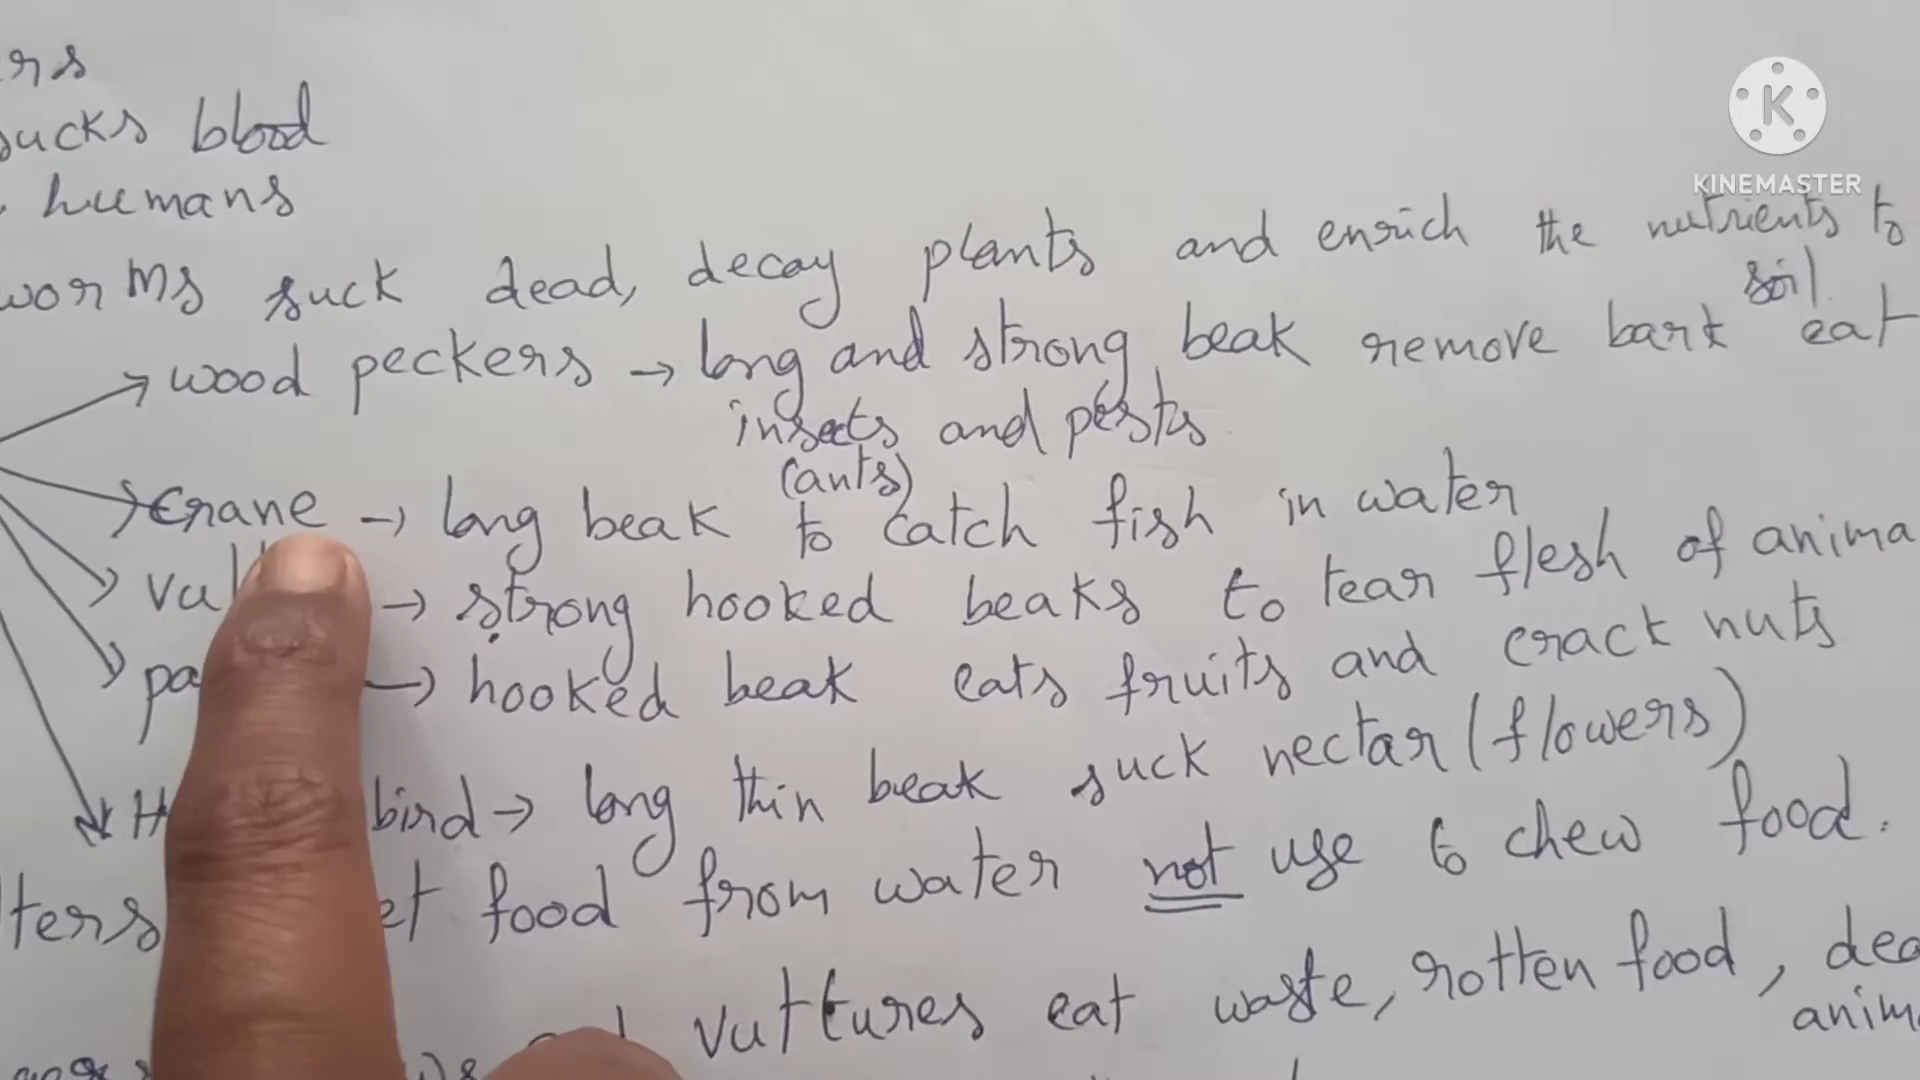 sucks blood
humans
KINEMASTER
worms suck dead, decay plants and enrich the nutrients to
soil.
wood peckers → long and strong beak remove bark eat
insects and pests
(ants)
crane → long beak to catch fish in water
→ strong hooked beaks to tear flesh of anima
→ hooked beak eats fruits and crack nuts
bird → long thin beak suck nectar (flowers)
food from water not use to chew food.
vultures eat waste, rotten food, dea
anima